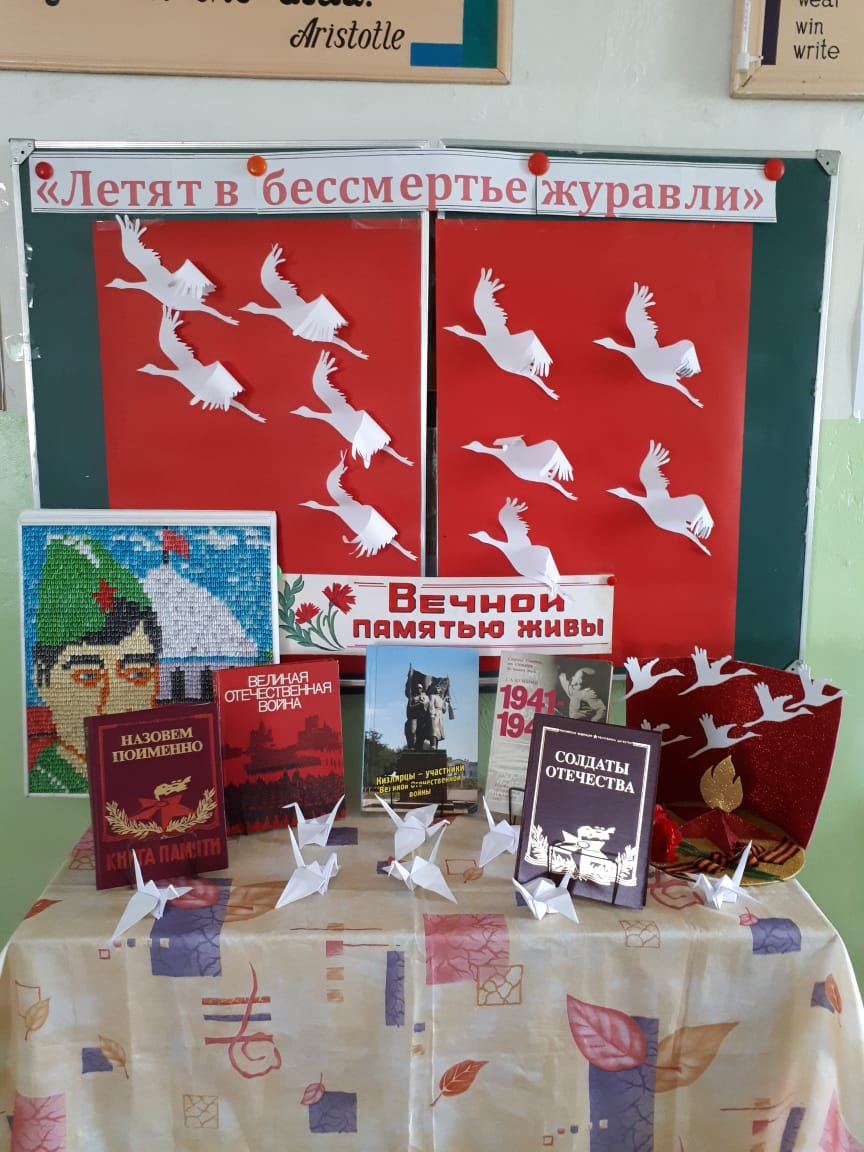 Aristotle
wear
win
write
«Летят в бессмертье журавли»
Вечной
памятью живы
ВЕЛИКАЯ
ОТЕЧЕСТВЕННАЯ
ВОЙНА
НАЗОВЕМ
ПОИМЕННО
КНИГА ПАМЯТИ
Кизлярцы – участники
Великой Отечественной
войны
1941-
СОЛДАТЫ
ОТЕЧЕСТВА